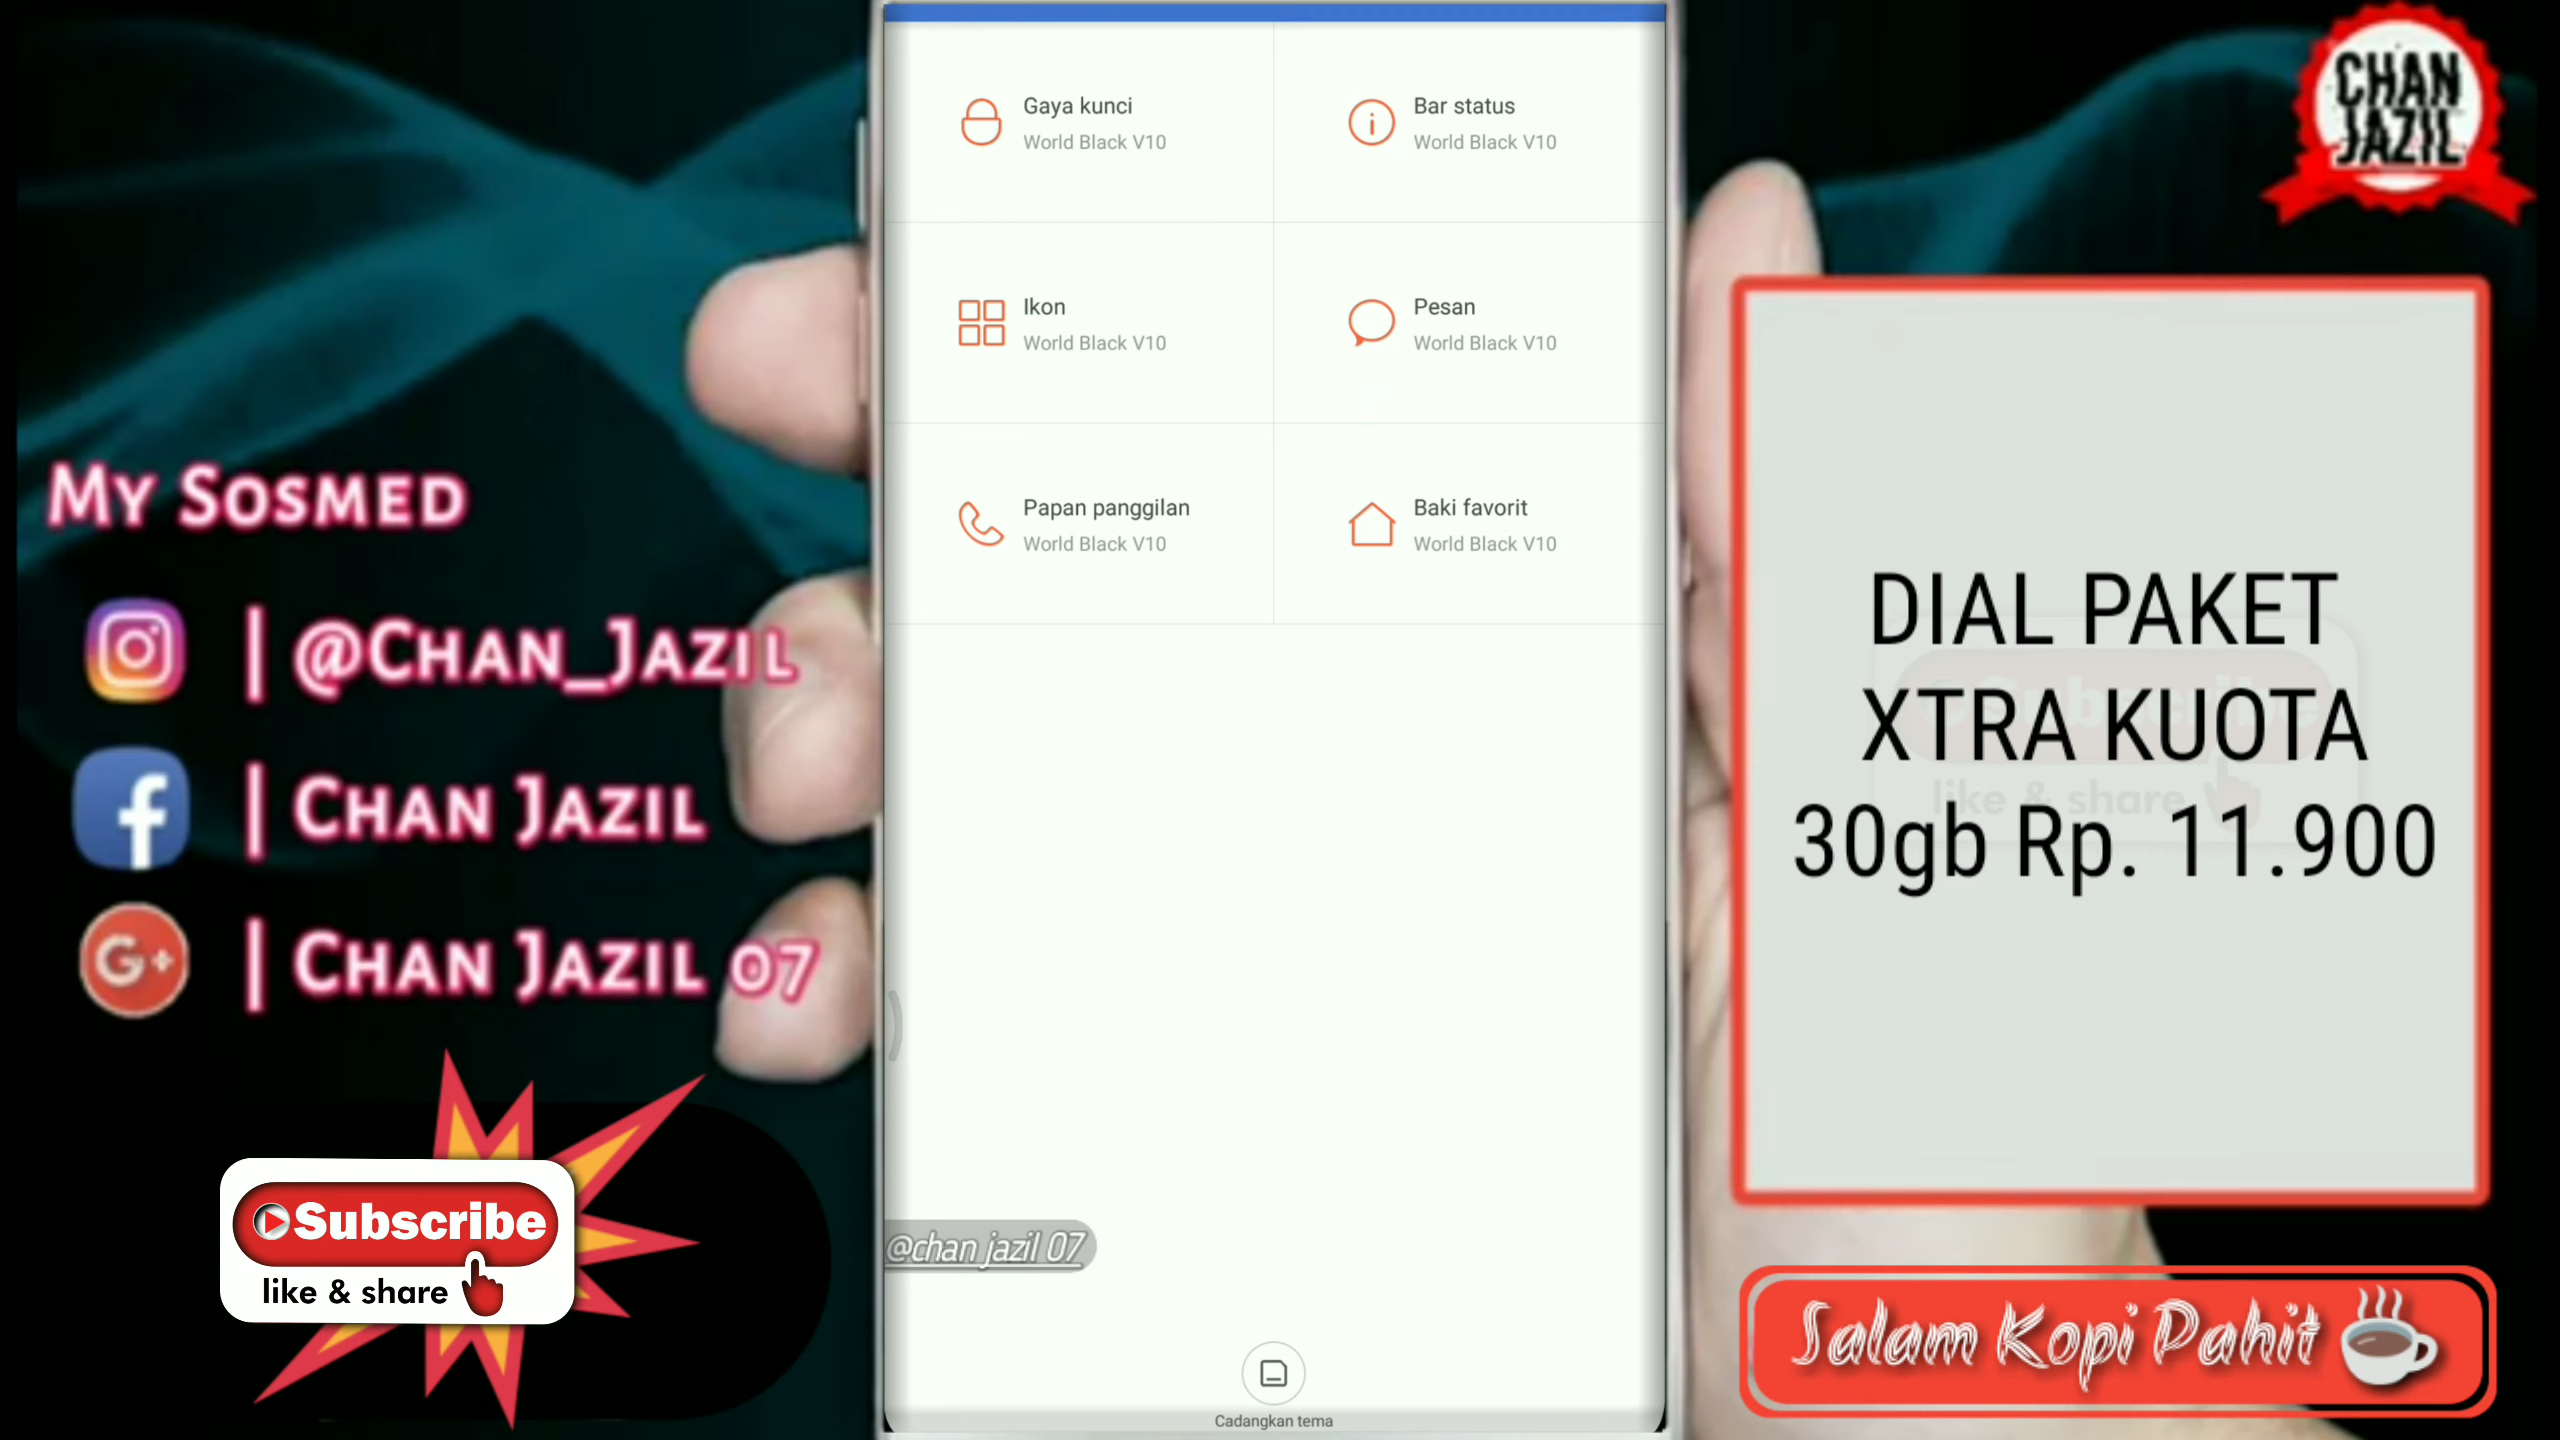 CHAN
JAZIL
Gaya kunci
World Black V10
Bar status
World Black V10
Ikon
World Black V10
Pesan
World Black V10
Papan panggilan
World Black V10
Baki favorit
World Black V10
My Sosmed
| @Chan_Jazil
| Chan Jazil
G+ | Chan Jazil 07
Subscribe
like & share
@chan jazil 07
Cadangkan tema
DIAL PAKET
XTRA KUOTA
30gb Rp. 11.900
Subscribe
like & share
Salam Kopi Pahit